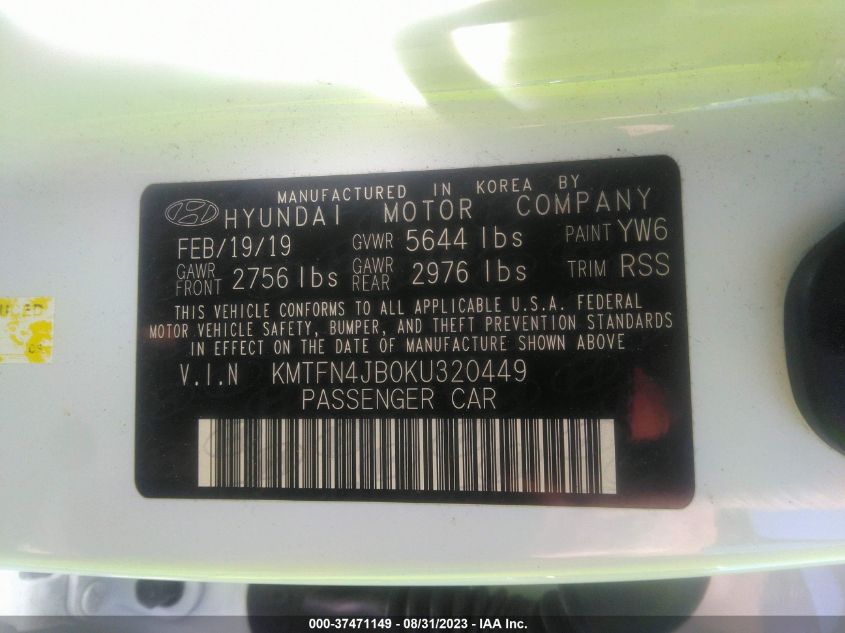 MANUFACTURED IN KOREA BY
HYUNDAI MOTOR COMPANY
FEB/19/19 GVWR 5644 lbs PAINT YW6
GAWR FRONT 2756 lbs GAWR REAR 2976 lbs TRIM RSS
THIS VEHICLE CONFORMS TO ALL APPLICABLE U.S.A. FEDERAL
MOTOR VEHICLE SAFETY, BUMPER, AND THEFT PREVENTION STANDARDS
IN EFFECT ON THE DATE OF MANUFACTURE SHOWN ABOVE
V.I.N KMTFN4JB0KU320449
PASSENGER CAR
000-37471149 - 08/31/2023 - IAA Inc.